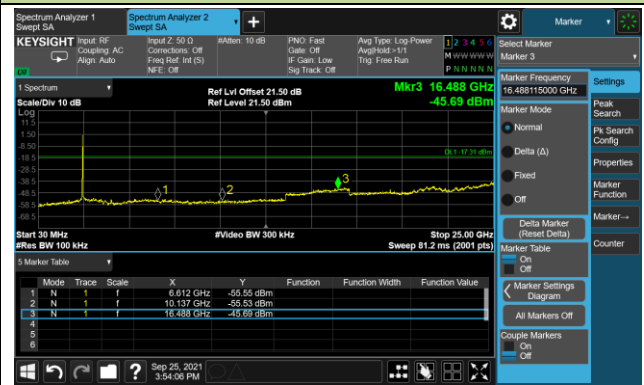 Spectrum Analyzer 1
Swept SA
Spectrum Analyzer 2
Swept SA
Marker
KEYSIGHT
Input: RF
Coupling: AC
Align: Auto
Input Z: 50 Ω
Corrections: Off
Freq Ref: Int (S)
NFE: Off
#Atten: 10 dB
PNO: Fast
Gate: Off
IF Gain: Low
Sig Track: Off
Avg Type: Log-Power
Avg|Hold:>1/1
Trig: Free Run
1 2 3 4 5 6
M W W W W W
P N N N N N
LW
Select Marker
Marker 3
Marker Frequency
16.488115000 GHz
Settings
Peak Search
Pk Search Config
Properties
Marker Function
Marker→
Counter
Marker Mode
Normal
Delta (Δ)
Fixed
Off
Delta Marker
(Reset Delta)
Marker Table
On
Off
Marker Settings
Diagram
All Markers Off
Couple Markers
On
Off
1 Spectrum
Scale/Div 10 dB
Log
Ref Lvl Offset 21.50 dB
Ref Level 21.50 dBm
Mkr3 16.488 GHz
-45.69 dBm
11.5
1.50
-8.50
-18.5
-28.5
-38.5
-48.5
-58.5
-68.5
DL1 -17.31 dBm
1
2
3
Start 30 MHz
#Res BW 100 kHz
#Video BW 300 kHz
Stop 25.00 GHz
Sweep 81.2 ms (2001 pts)
5 Marker Table
Mode Trace Scale X Y Function Function Width Function Value
1 N 1 f 6.612 GHz -55.55 dBm
2 N 1 f 10.137 GHz -55.53 dBm
3 N 1 f 16.488 GHz -45.69 dBm
4
5
6
Sep 25, 2021
3:54:06 PM